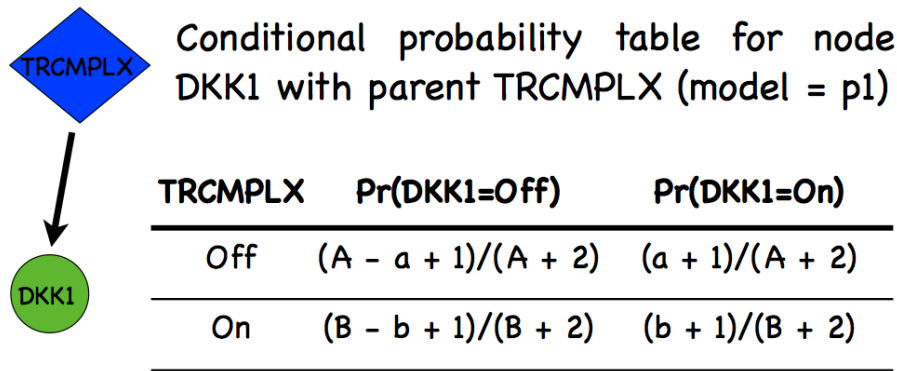 TRCMPLX
Conditional probability table for node
DKK1 with parent TRCMPLX (model = p1)
TRCMPLX Pr(DKK1=Off) Pr(DKK1=On)
Off (A - a + 1)/(A + 2) (a + 1)/(A + 2)
DKK1
On (B - b + 1)/(B + 2) (b + 1)/(B + 2)